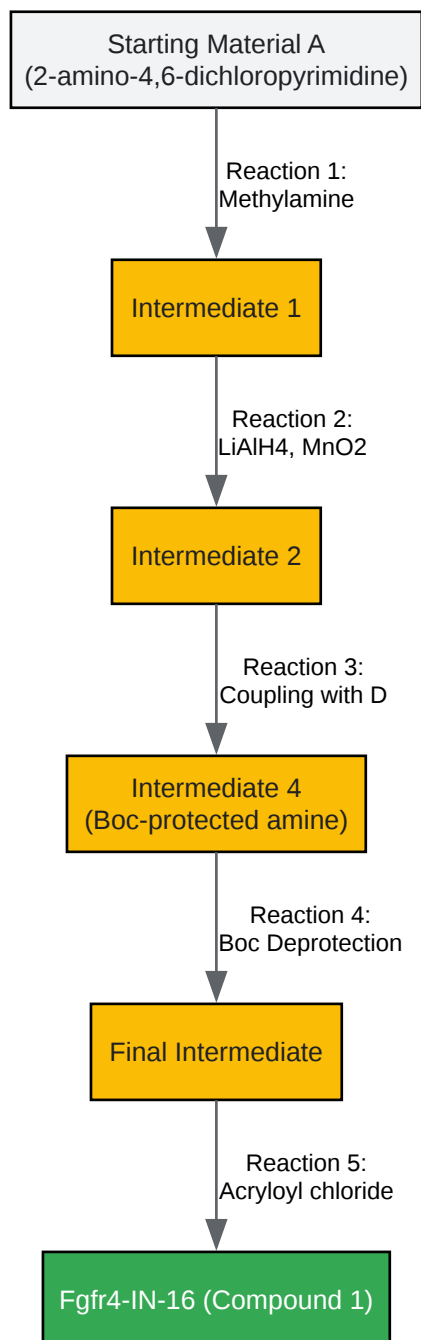 Starting Material A
(2-amino-4,6-dichloropyrimidine)
Reaction 1:
Methylamine
Intermediate 1
Reaction 2:
LiAlH4, MnO2
Intermediate 2
Reaction 3:
Coupling with D
Intermediate 4
(Boc-protected amine)
Reaction 4:
Boc Deprotection
Final Intermediate
Reaction 5:
Acryloyl chloride
Fgfr4-IN-16 (Compound 1)